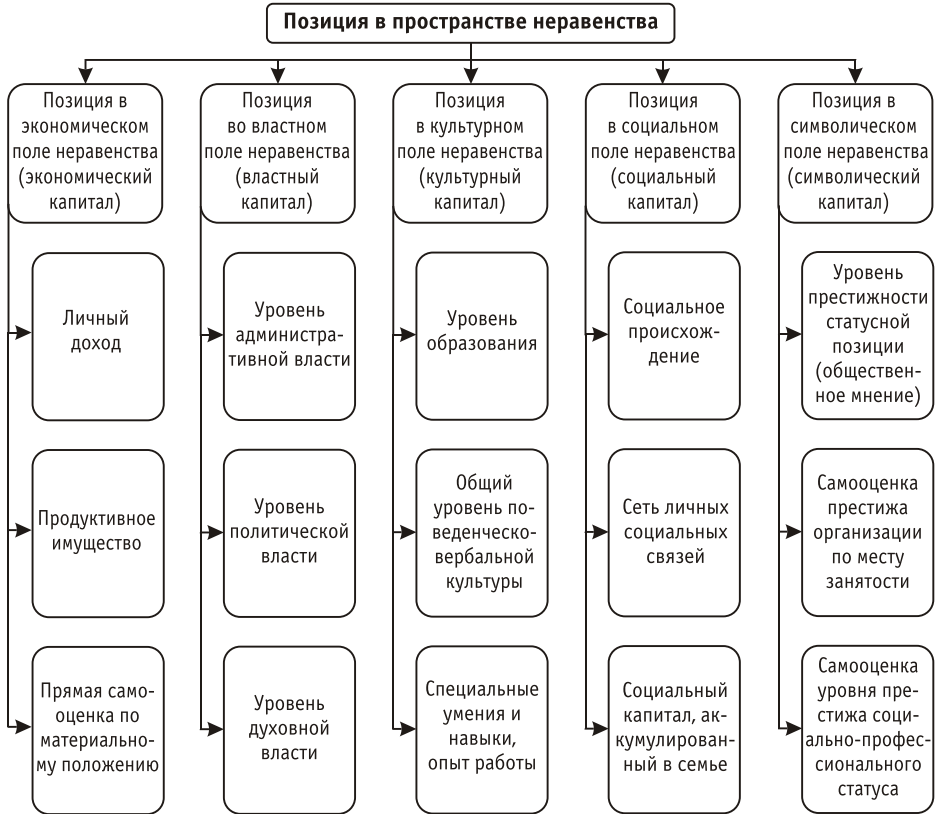 Позиция в пространстве неравенства
Позиция в
экономическом
поле неравенства
(экономический
капитал)
Позиция
во властном
поле неравенства
(властный
капитал)
Позиция
в культурном
поле неравенства
(культурный
капитал)
Позиция
в социальном
поле неравенства
(социальный
капитал)
Позиция в
символическом
поле неравенства
(символический
капитал)
Личный
доход
Уровень
администра-
тивной власти
Уровень
образования
Социальное
происхож-
дение
Уровень
престижности
статусной
позиции
(обществен-
ное мнение)
Продуктивное
имущество
Уровень
политической
власти
Общий
уровень по-
веденческо-
вербальной
культуры
Сеть личных
социальных
связей
Самооценка
престижа
организации
по месту
занятости
Прямая само-
оценка по
материально-
му положению
Уровень
духовной
власти
Специальные
умения и
навыки,
опыт работы
Социальный
капитал, ак-
кумулирован-
ный в семье
Самооценка
уровня пре-
стижа соци-
ально-профес-
сионального
статуса